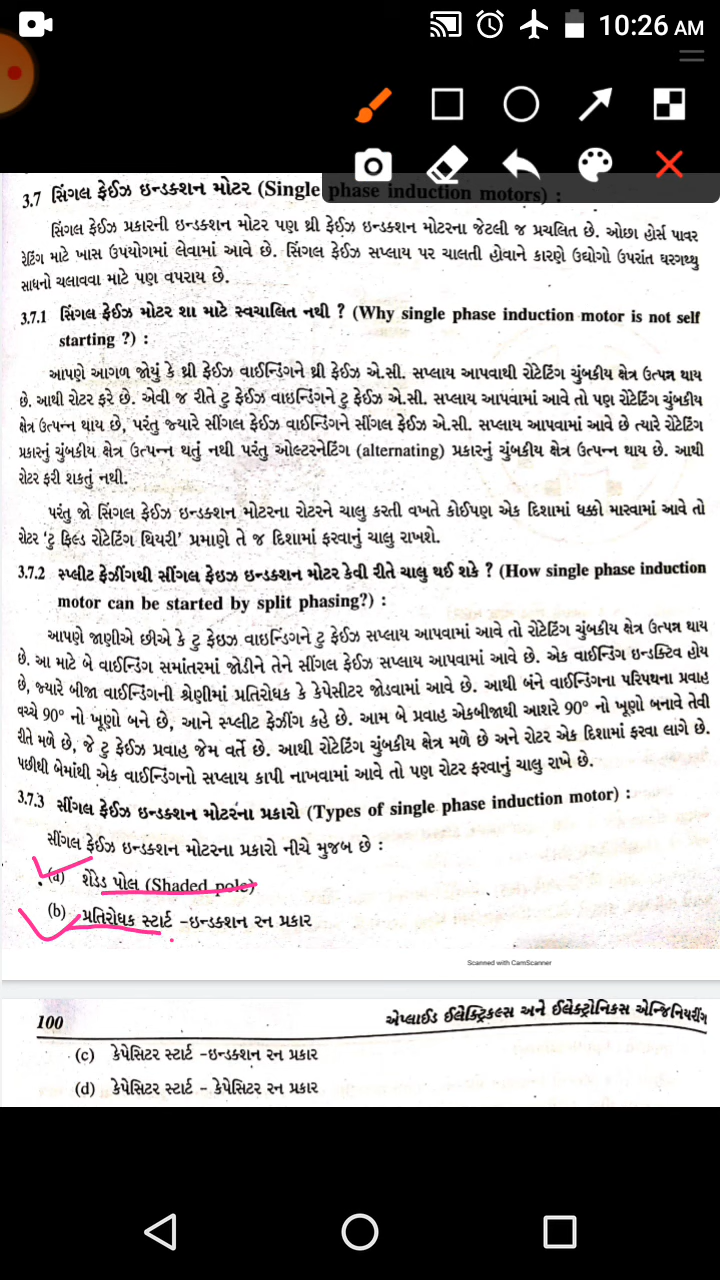 10:26 AM
3.7 સિંગલ ફેઈઝ ઇન્ડક્શન મોટર (Single phase induction motors) :
સિંગલ ફેઈઝ પ્રકારની ઇન્ડક્શન મોટર પણ થ્રી ફેઈઝ ઇન્ડક્શન મોટરના જેટલી જ પ્રચલિત છે. ઓછા હોર્સ પાવર
રેટિંગ માટે ખાસ ઉપયોગમાં લેવામાં આવે છે. સિંગલ ફેઈઝ સપ્લાય પર ચાલતી હોવાને કારણે ઉદ્યોગો ઉપરાંત ઘરગથ્થુ
સાધનો ચલાવવા માટે પણ વપરાય છે.
3.7.1 સિંગલ ફેઈઝ મોટર શા માટે સ્વચાલિત નથી ? (Why single phase induction motor is not self
starting ?) :
આપણે આગળ જોયું કે થ્રી ફેઈઝ વાઈન્ડિંગને થ્રી ફેઈઝ એ.સી. સપ્લાય આપવાથી રોટેટિંગ ચુંબકીય ક્ષેત્ર ઉત્પન્ન થાય
છે. આથી રોટર ફરે છે. એવી જ રીતે ટુ ફેઈઝ વાઇન્ડિંગને ટુ ફેઈઝ એ.સી. સપ્લાય આપવામાં આવે તો પણ રોટેટિંગ ચુંબકીય
ક્ષેત્ર ઉત્પન્ન થાય છે, પરંતુ જ્યારે સીંગલ ફેઈઝ વાઈન્ડિંગને સીંગલ ફેઈઝ એ.સી. સપ્લાય આપવામાં આવે છે ત્યારે રોટેટિંગ
પ્રકારનું ચુંબકીય ક્ષેત્ર ઉત્પન્ન થતું નથી પરંતુ ઓલ્ટરનેટિંગ (alternating) પ્રકારનું ચુંબકીય ક્ષેત્ર ઉત્પન્ન થાય છે. આથી
રોટર ફરી શકતું નથી.
પરંતુ જો સિંગલ ફેઈઝ ઇન્ડક્શન મોટરના રોટરને ચાલુ કરતી વખતે કોઈપણ એક દિશામાં ધક્કો મારવામાં આવે તો
રોટર 'ટુ ફિલ્ડ રોટેટિંગ થિયરી' પ્રમાણે તે જ દિશામાં ફરવાનું ચાલુ રાખશે.
3.7.2 સ્પ્લીટ ફેઝીંગથી સીંગલ ફેઇઝ ઇન્ડક્શન મોટર કેવી રીતે ચાલુ થઈ શકે ? (How single phase induction
motor can be started by split phasing?) :
આપણે જાણીએ છીએ કે ટુ ફેઇઝ વાઇન્ડિંગને ટુ ફેઈઝ સપ્લાય આપવામાં આવે તો રોટેટિંગ ચુંબકીય ક્ષેત્ર ઉત્પન્ન થાય
છે. આ માટે બે વાઈન્ડિંગ સમાંતરમાં જોડીને તેને સીંગલ ફેઈઝ સપ્લાય આપવામાં આવે છે. એક વાઈન્ડિંગ ઇન્ડક્ટિવ હોય
છે, જ્યારે બીજા વાઈન્ડિંગની શ્રેણીમાં પ્રતિરોધક કે કેપેસીટર જોડવામાં આવે છે. આથી બંને વાઈન્ડિંગના પરિપથના પ્રવાહ
વચ્ચે 90° નો ખૂણો બને છે, આને સ્પ્લીટ ફેઝીંગ કહે છે. આમ બે પ્રવાહ એકબીજાથી આશરે 90° નો ખૂણો બનાવે તેવી
રીતે મળે છે, જે ટુ ફેઈઝ પ્રવાહ જેમ વર્તે છે. આથી રોટેટિંગ ચુંબકીય ક્ષેત્ર મળે છે અને રોટર એક દિશામાં ફરવા લાગે છે.
પછીથી બેમાંથી એક વાઈન્ડિંગનો સપ્લાય કાપી નાખવામાં આવે તો પણ રોટર ફરવાનું ચાલુ રાખે છે.
3.7.3 સીંગલ ફેઈઝ ઇન્ડક્શન મોટરના પ્રકારો (Types of single phase induction motor) :
સીંગલ ફેઈઝ ઇન્ડક્શન મોટરના પ્રકારો નીચે મુજબ છે :
(a) શેડેડ પોલ (Shaded pole)
(b) પ્રતિરોધક સ્ટાર્ટ -ઇન્ડક્શન રન પ્રકાર
Scanned with CamScanner
100 એપ્લાઈડ ઈલેક્ટ્રિકલ્સ અને ઈલેક્ટ્રોનિકસ એન્જિનિયરીંગ
(c) કેપેસિટર સ્ટાર્ટ -ઇન્ડક્શન રન પ્રકાર
(d) કેપેસિટર સ્ટાર્ટ - કેપેસિટર રન પ્રકાર